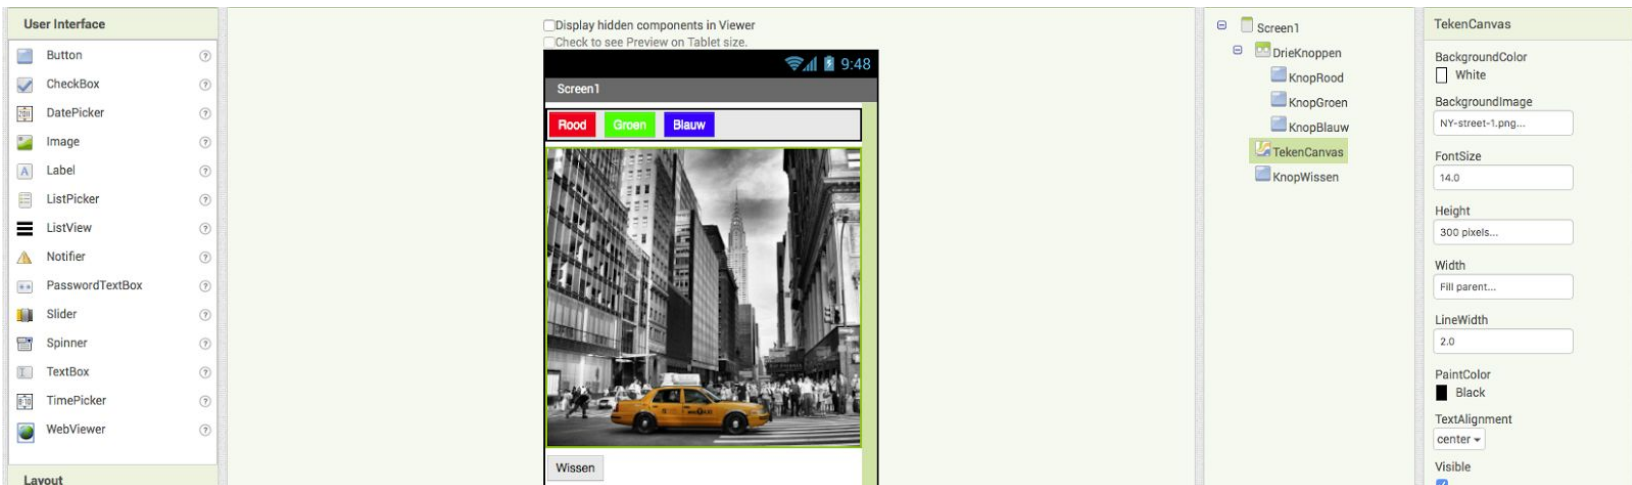 User Interface
Button
CheckBox
DatePicker
Image
Label
ListPicker
ListView
Notifier
PasswordTextBox
Slider
Spinner
TextBox
TimePicker
WebViewer
Layout
Display hidden components in Viewer
Check to see Preview on Tablet size.
9:48
Screen1
Rood Groen Blauw
Wissen
Screen1
DrieKnoppen
KnopRood
KnopGroen
KnopBlauw
TekenCanvas
KnopWissen
TekenCanvas
BackgroundColor
White
BackgroundImage
NY-street-1.png...
FontSize
14.0
Height
300 pixels...
Width
Fill parent...
LineWidth
2.0
PaintColor
Black
TextAlignment
center
Visible